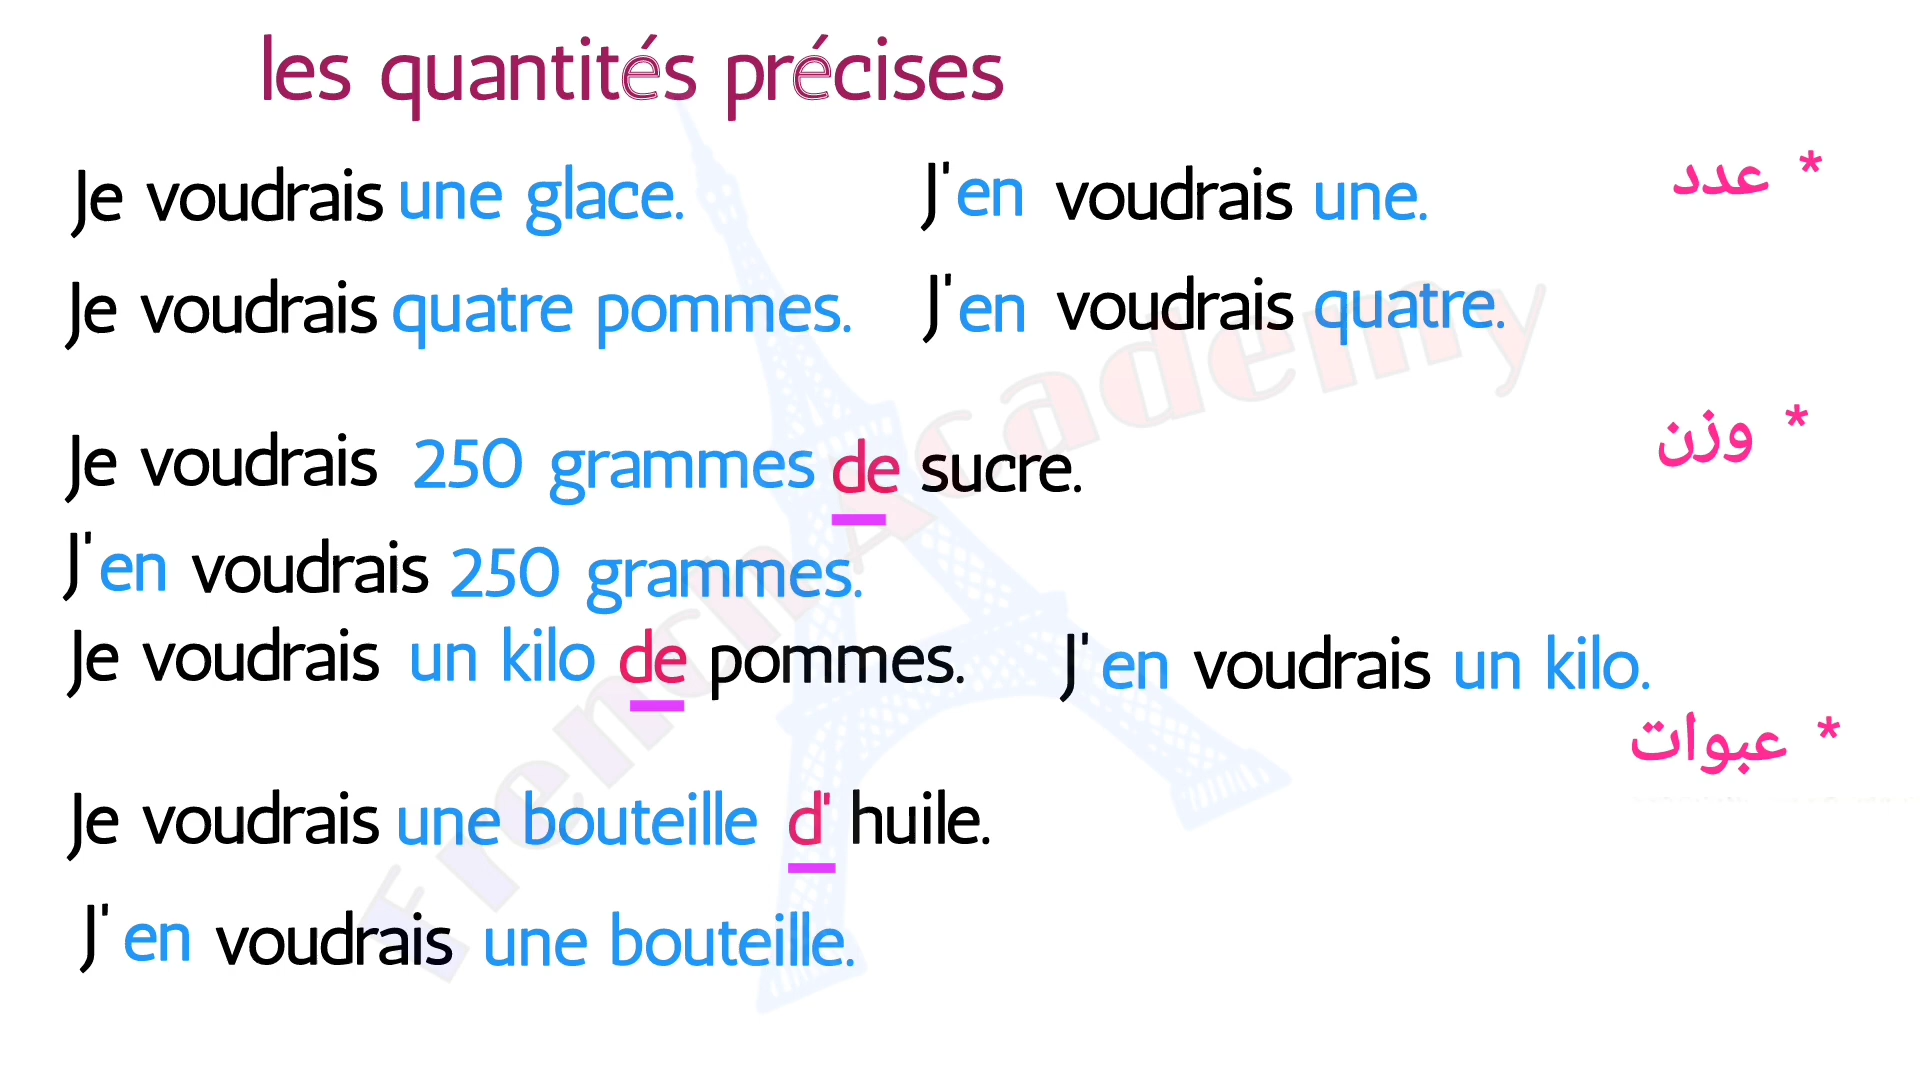 les quantités précises
Je voudrais une glace. J'en voudrais une. * عدد
Je voudrais quatre pommes. J'en voudrais quatre.
* وزن
Je voudrais 250 grammes de sucre.
J'en voudrais 250 grammes.
Je voudrais un kilo de pommes. J'en voudrais un kilo.
* عبوات
Je voudrais une bouteille d' huile.
J'en voudrais une bouteille.
French Academy